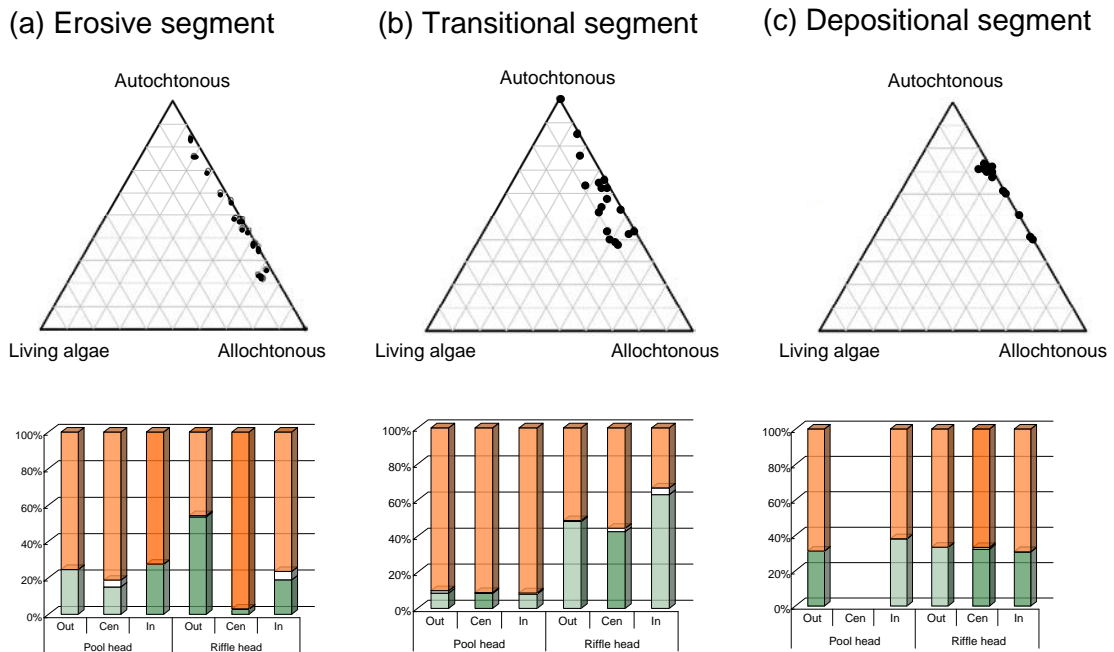 (a) Erosive segment
(b) Transitional segment
(c) Depositional segment
Autochtonous
Living algae
Allochtonous
Autochtonous
Living algae
Allochtonous
Autochtonous
Living algae
Allochtonous
100%
80%
60%
40%
20%
0%
Out Cen In Out Cen In
Pool head Riffle head
100%
80%
60%
40%
20%
0%
Out Cen In Out Cen In
Pool head Riffle head
100%
80%
60%
40%
20%
0%
Out Cen In Out Cen In
Pool head Riffle head